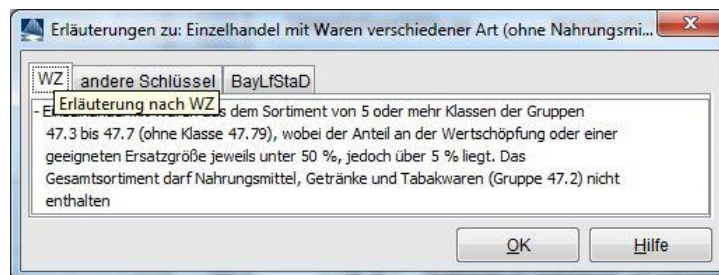 Erläuterungen zu: Einzelhandel mit Waren verschiedener Art (ohne Nahrungsmi...
WZ andere Schlüssel BayLfStaD
Erläuterung nach WZ
- dem Sortiment von 5 oder mehr Klassen der Gruppen
47.3 bis 47.7 (ohne Klasse 47.79), wobei der Anteil an der Wertschöpfung oder einer
geeigneten Ersatzgröße jeweils unter 50 %, jedoch über 5 % liegt. Das
Gesamtsortiment darf Nahrungsmittel, Getränke und Tabakwaren (Gruppe 47.2) nicht
enthalten
OK Hilfe